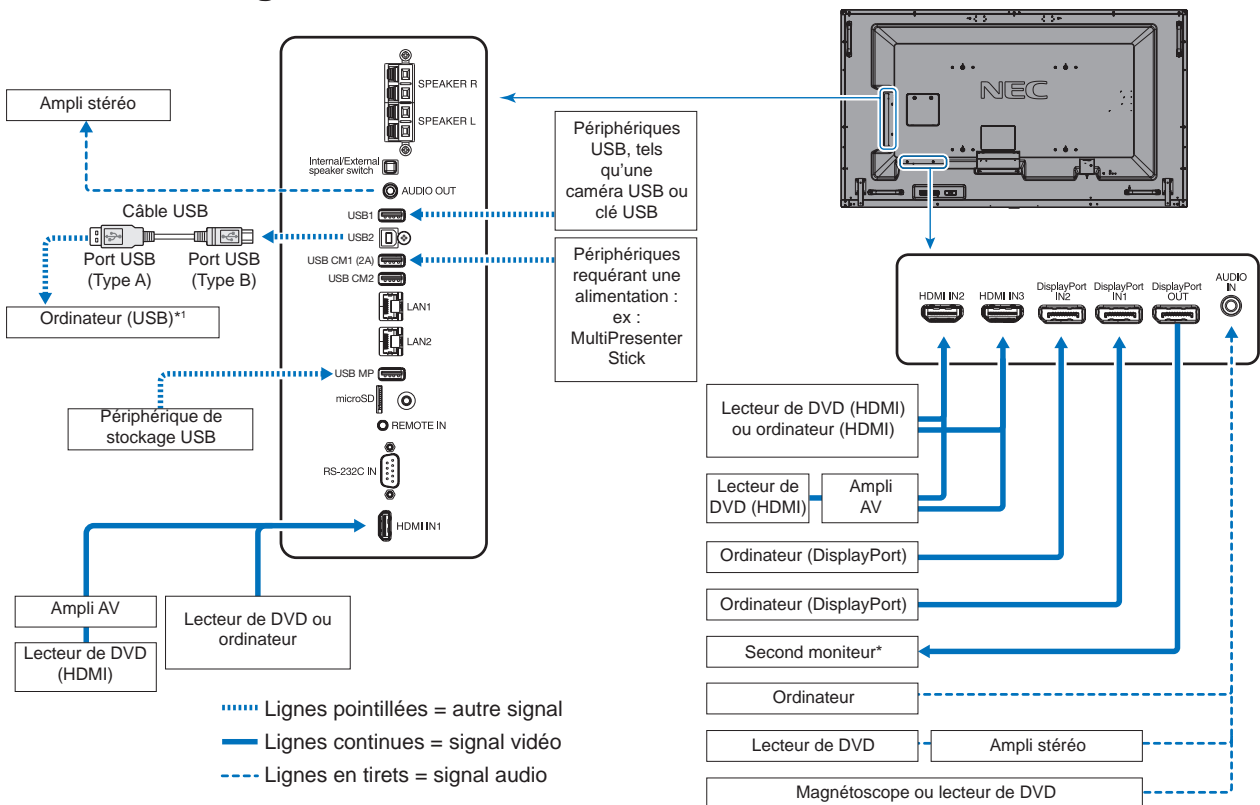 NEC
SPEAKER R
SPEAKER L
Internal/External
speaker switch
AUDIO OUT
USB1
USB2
USB CM1 (2A)
USB CM2
LAN1
LAN2
USB MP
microSD
REMOTE IN
RS-232C IN
HDMI IN1
Ampli stéréo
Câble USB
Port USB
(Type A)
Port USB
(Type B)
Ordinateur (USB)*1
Périphérique de
stockage USB
Ampli AV
Lecteur de DVD
(HDMI)
Lecteur de DVD ou
ordinateur
Périphériques
USB, tels
qu'une
caméra USB ou
clé USB
Périphériques
requérant une
alimentation :
ex :
MultiPresenter
Stick
HDMI IN2
HDMI IN3
DisplayPort
IN2
DisplayPort
IN1
DisplayPort
OUT
AUDIO
IN
Lecteur de DVD (HDMI)
ou ordinateur (HDMI)
Lecteur de
DVD (HDMI)
Ampli
AV
Ordinateur (DisplayPort)
Ordinateur (DisplayPort)
Second moniteur*
Ordinateur
Lecteur de DVD
Ampli stéréo
Magnétoscope ou lecteur de DVD
Lignes pointillées = autre signal
Lignes continues = signal vidéo
Lignes en tirets = signal audio